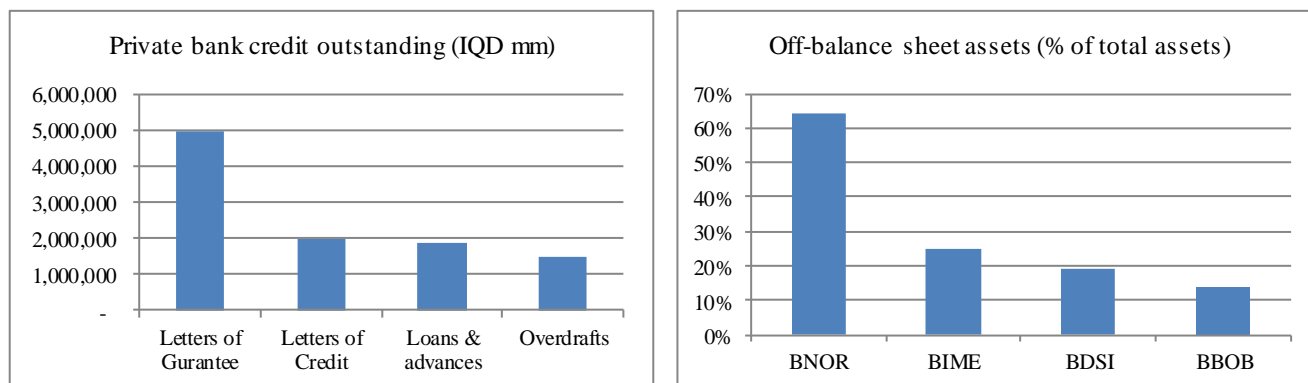 Private bank credit outstanding (IQD mm)
6,000,000
5,000,000
4,000,000
3,000,000
2,000,000
1,000,000
-
Letters of
Gurantee
Letters of
Credit
Loans &
advances
Overdrafts
Off-balance sheet assets (% of total assets)
70%
60%
50%
40%
30%
20%
10%
0%
BNOR
BIME
BDSI
BBOB